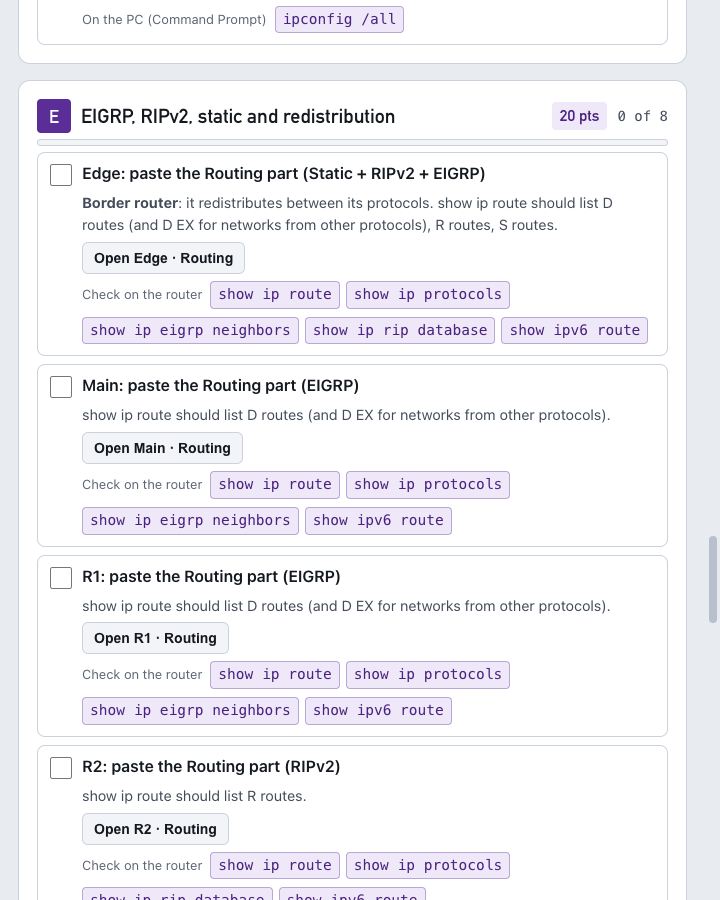 On the PC (Command Prompt) ipconfig /all
E EIGRP, RIPv2, static and redistribution 20 pts 0 of 8
Edge: paste the Routing part (Static + RIPv2 + EIGRP)
Border router: it redistributes between its protocols. show ip route should list D
routes (and D EX for networks from other protocols), R routes, S routes.
Open Edge · Routing
Check on the router show ip route show ip protocols
show ip eigrp neighbors show ip rip database show ipv6 route
Main: paste the Routing part (EIGRP)
show ip route should list D routes (and D EX for networks from other protocols).
Open Main · Routing
Check on the router show ip route show ip protocols
show ip eigrp neighbors show ipv6 route
R1: paste the Routing part (EIGRP)
show ip route should list D routes (and D EX for networks from other protocols).
Open R1 · Routing
Check on the router show ip route show ip protocols
show ip eigrp neighbors show ipv6 route
R2: paste the Routing part (RIPv2)
show ip route should list R routes.
Open R2 · Routing
Check on the router show ip route show ip protocols
show ip rip database show ipv6 route